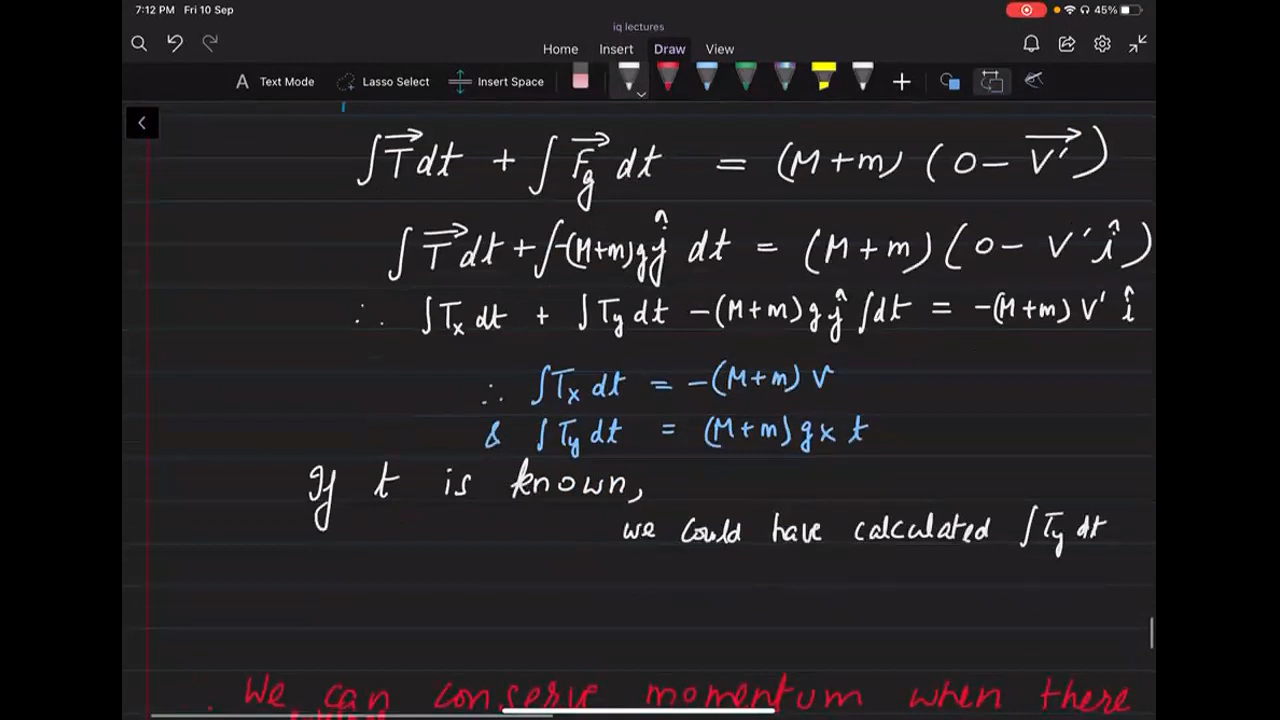 7:12 PM Fri 10 Sep 45%
iq lectures
Home Insert Draw View
Text Mode Lasso Select Insert Space
∫T⃗ dt + ∫F⃗g dt = (M+m) (0 − V⃗')
∫T⃗ dt + ∫−(M+m)gĵ dt = (M+m) (0 − V' î)
∴ ∫Tx dt + ∫Ty dt −(M+m) g ĵ ∫dt = −(M+m) V' î
∴ ∫Tx dt = −(M+m) V
& ∫Ty dt = (M+m) g x t
If t is known,
we could have calculated ∫Ty dt
. We can conserve momentum when there